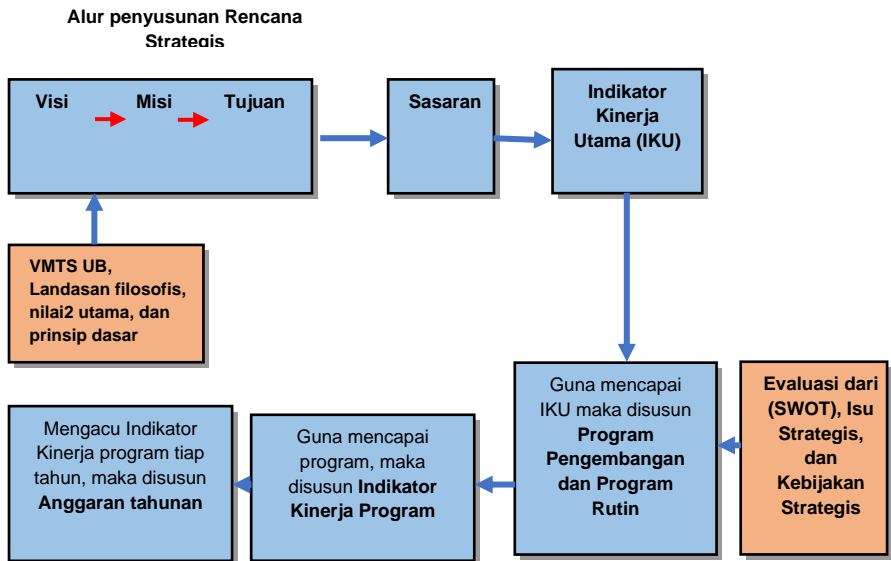 Alur penyusunan Rencana
Strategis
Visi Misi Tujuan
Sasaran
Indikator
Kinerja
Utama (IKU)
VMTS UB,
Landasan filosofis,
nilai2 utama, dan
prinsip dasar
Mengacu Indikator
Kinerja program tiap
tahun, maka disusun
Anggaran tahunan
Guna mencapai
program, maka
disusun Indikator
Kinerja Program
Guna mencapai
IKU maka disusun
Program
Pengembangan
dan Program
Rutin
Evaluasi dari
(SWOT), Isu
Strategis,
dan
Kebijakan
Strategis